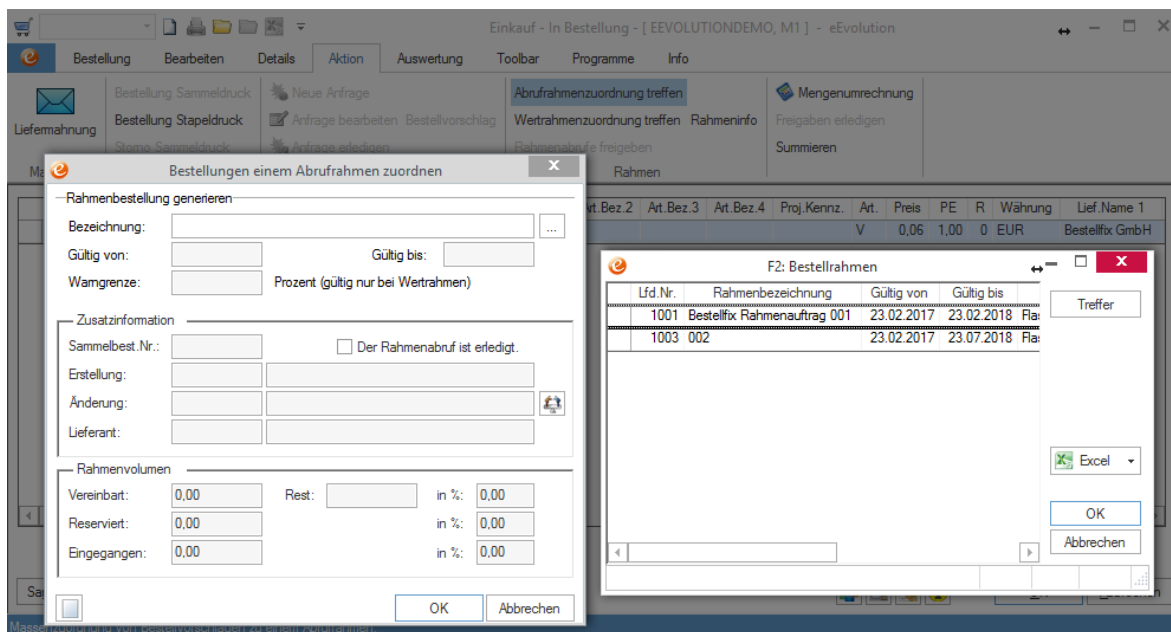 Einkauf - In Bestellung - [ EEVOLUTIONDEMO, M1 ] - eEvolution
Bestellung Bearbeiten Details Aktion Auswertung Toolbar Programme Info
Liefermahnung
Bestellung Sammeldruck
Bestellung Stapeldruck
Storno Sammeldruck
Neue Anfrage
Anfrage bearbeiten Bestellvorschlag
Anfrage erledigen
Abrufrahmenzuordnung treffen
Wertrahmenzuordnung treffen Rahmeninfo
Rahmenabrufe freigeben
Rahmen
Mengenumrechnung
Freigaben erledigen
Summieren
Art.Bez.2 Art.Bez.3 Art.Bez.4 Proj.Kennz. Art. Preis PE R Währung Lief.Name 1
V 0,06 1,00 0 EUR Bestellfix GmbH
Bestellungen einem Abrufrahmen zuordnen
Rahmenbestellung generieren
Bezeichnung: ...
Gültig von: Gültig bis:
Warngrenze: Prozent (gültig nur bei Wertrahmen)
Zusatzinformation
Sammelbest.Nr.: Der Rahmenabruf ist erledigt.
Erstellung:
Änderung:
Lieferant:
Rahmenvolumen
Vereinbart: 0,00 Rest: in %: 0,00
Reserviert: 0,00 in %: 0,00
Eingegangen: 0,00 in %: 0,00
OK Abbrechen
F2: Bestellrahmen
Lfd.Nr. Rahmenbezeichnung Gültig von Gültig bis
1001 Bestellfix Rahmenauftrag 001 23.02.2017 23.02.2018
1003 002 23.02.2017 23.07.2018
Treffer
Excel
OK
Abbrechen
Massenzuordnung von Bestellvorschlägen zu einem Abrufrahmen.